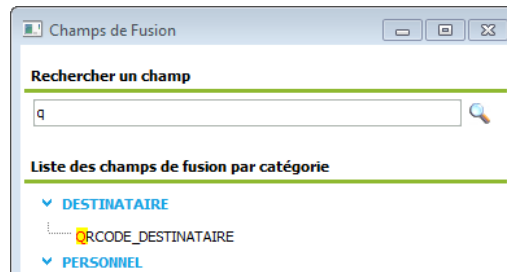 Champs de Fusion
Rechercher un champ
q
Liste des champs de fusion par catégorie
DESTINATAIRE
QRCODE_DESTINATAIRE
PERSONNEL